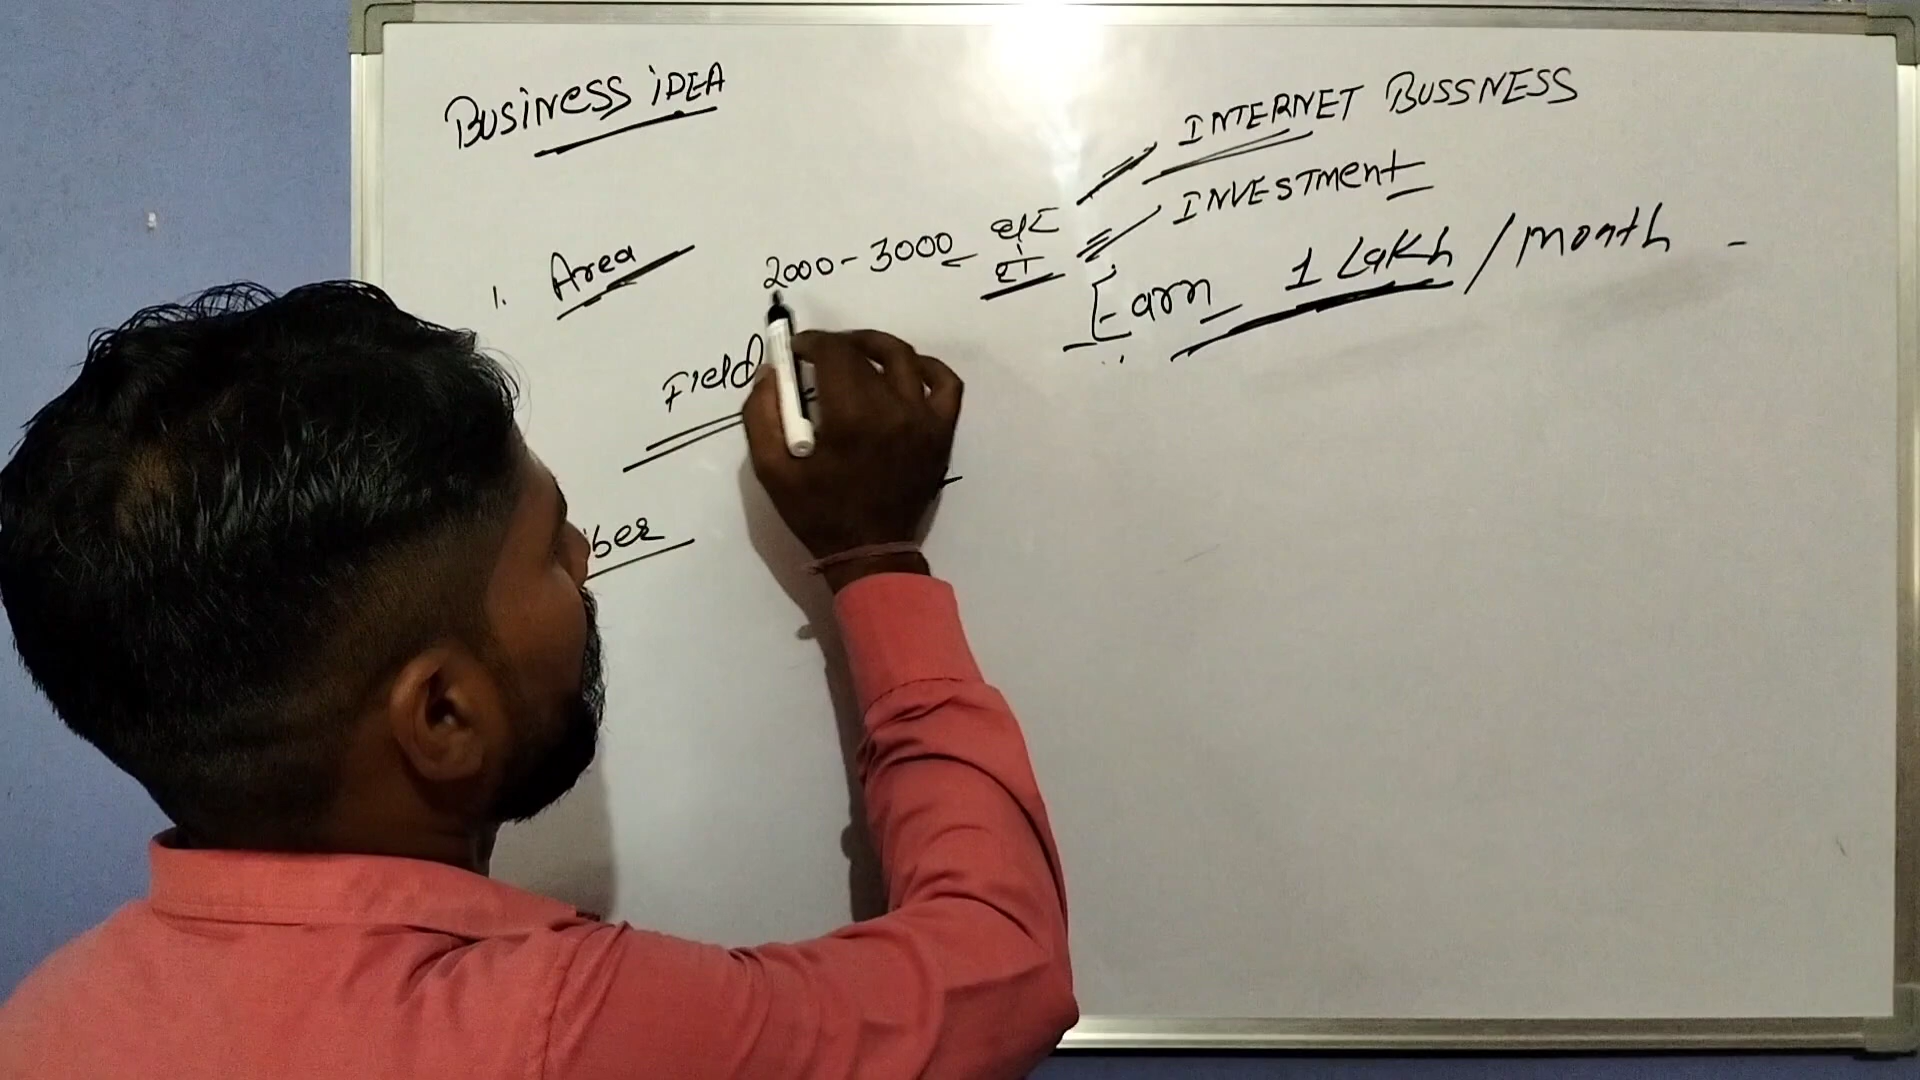 BUSINESS IDEA
INTERNET BUSSNESS
INVESTMENT
1. Area
2000 - 3000
Earn 1 Lakh / month -
Field
ber